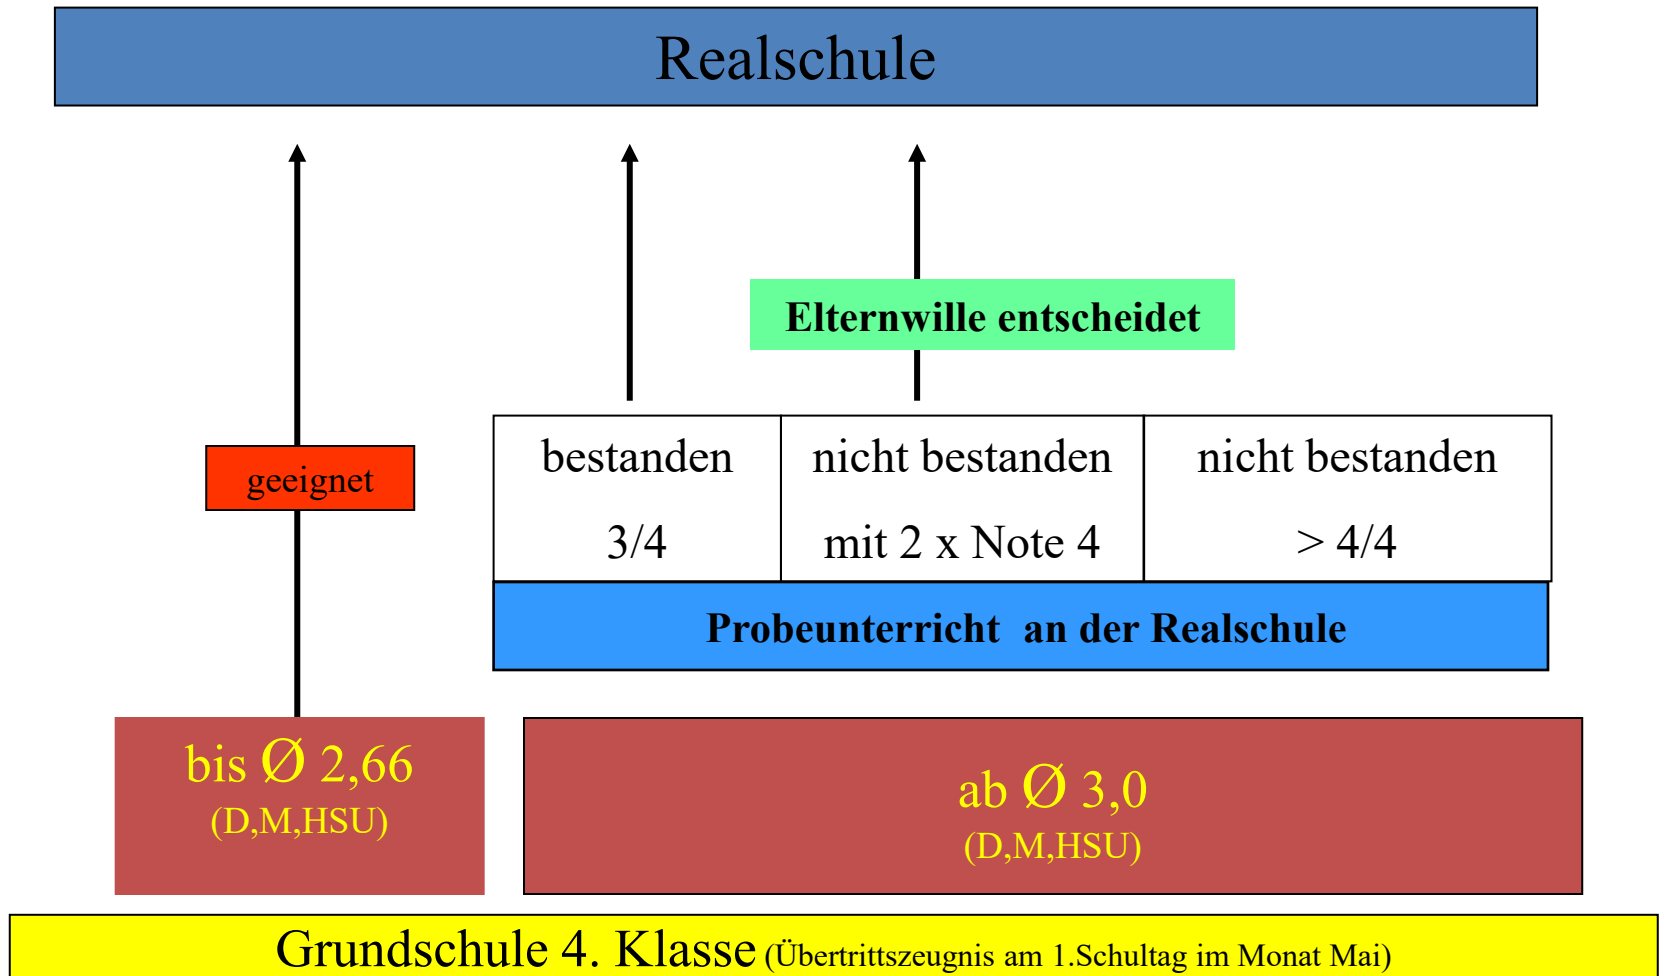 Realschule
Elternwille entscheidet
geeignet
bestanden
3/4
nicht bestanden
mit 2 x Note 4
nicht bestanden
> 4/4
Probeunterricht an der Realschule
bis Ø 2,66
(D,M,HSU)
ab Ø 3,0
(D,M,HSU)
Grundschule 4. Klasse (Übertrittszeugnis am 1.Schultag im Monat Mai)